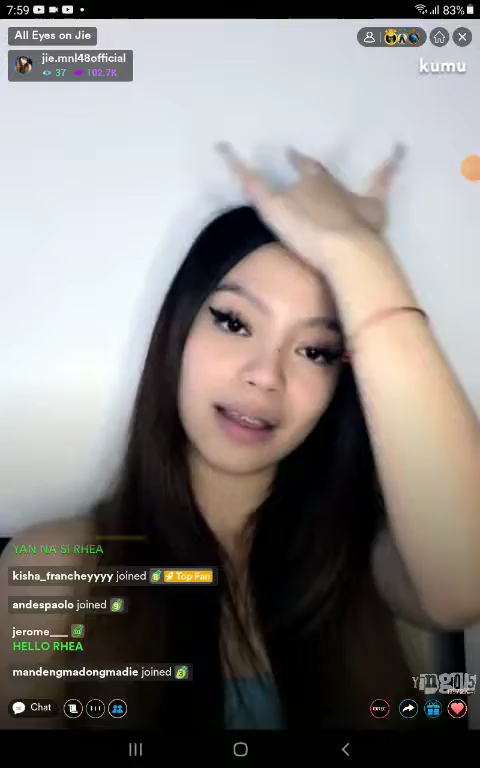 7:59
83%
All Eyes on Jie
jie.mnl48official
37
102.7K
kumu
YAN NA SI RHEA
kisha_francheyyyy joined
Top Fan
andespaolo joined
jerome___
HELLO RHEA
mandengmadongmadie joined
Chat